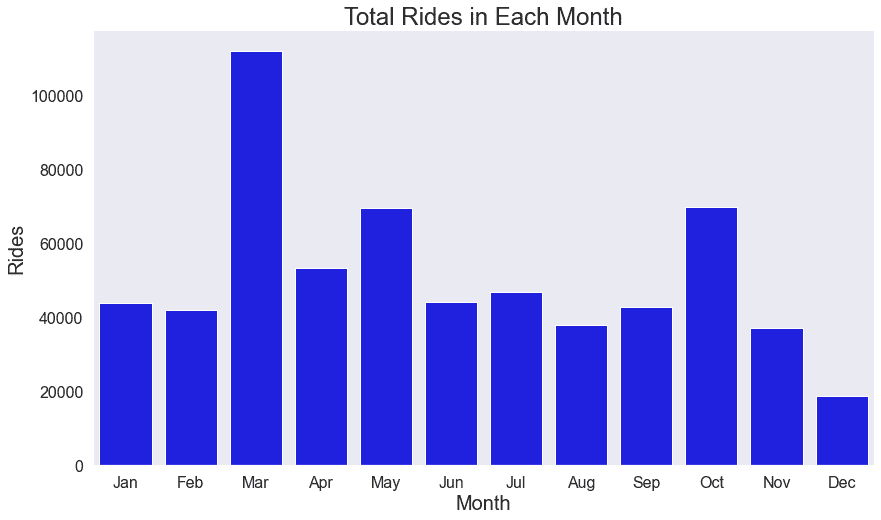 Total Rides in Each Month
100000
80000
60000
40000
20000
0
Rides
Jan Feb Mar Apr May Jun Jul Aug Sep Oct Nov Dec
Month